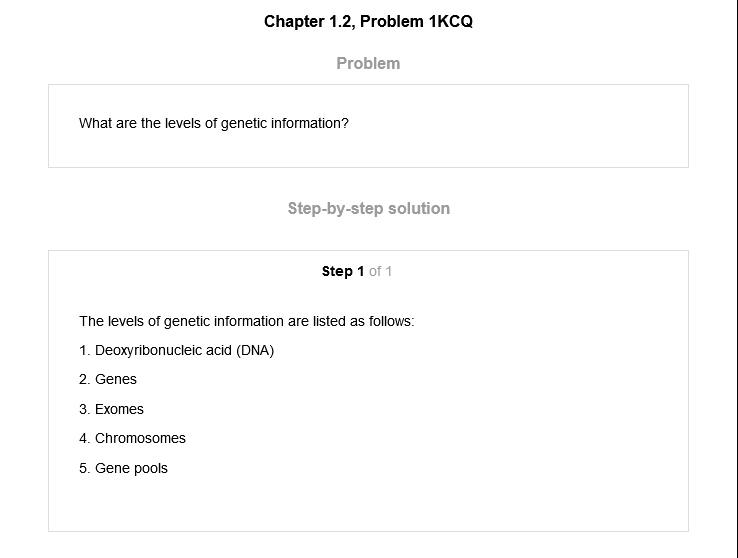 Chapter 1.2, Problem 1KCQ
Problem
What are the levels of genetic information?
Step-by-step solution
Step 1 of 1
The levels of genetic information are listed as follows:
1. Deoxyribonucleic acid (DNA)
2. Genes
3. Exomes
4. Chromosomes
5. Gene pools